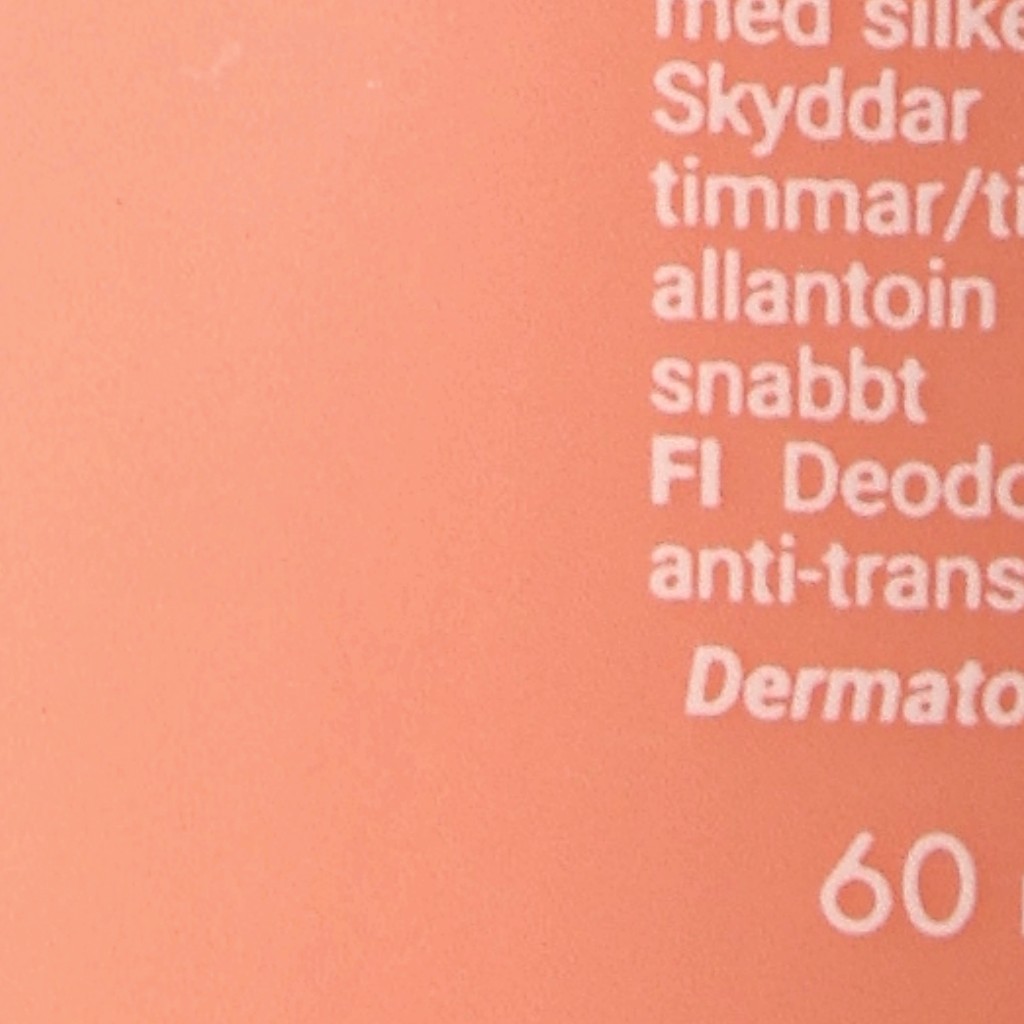 med silke
Skyddar
timmar/ti
allantoin
snabbt
FI Deodo
anti-trans
Dermato
60